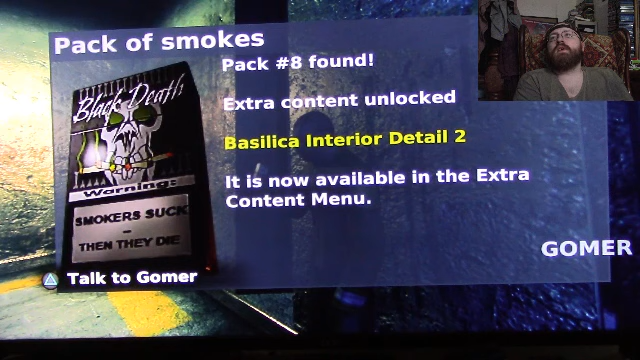 Pack of smokes
Pack #8 found!
Extra content unlocked
Basilica Interior Detail 2
It is now available in the Extra
Content Menu.
Black Death
Warning:
SMOKERS SUCK
–
THEN THEY DIE
GOMER
Talk to Gomer